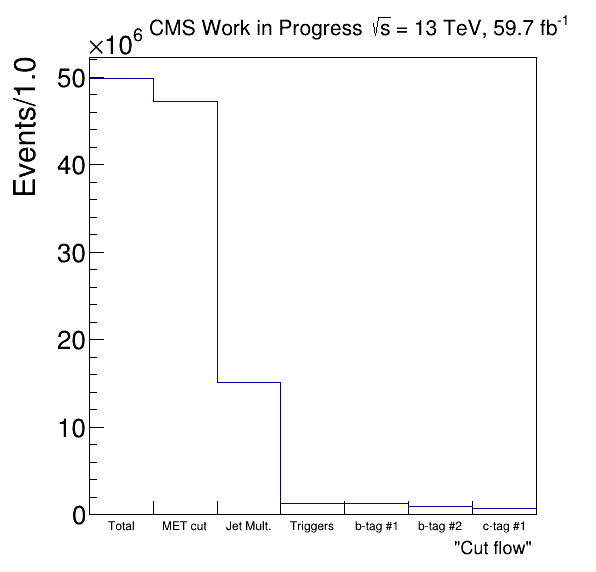 ×10⁶ CMS Work in Progress √s = 13 TeV, 59.7 fb⁻¹
Events/1.0
50
40
30
20
10
0
Total MET cut Jet Mult. Triggers b-tag #1 b-tag #2 c-tag #1
"Cut flow"